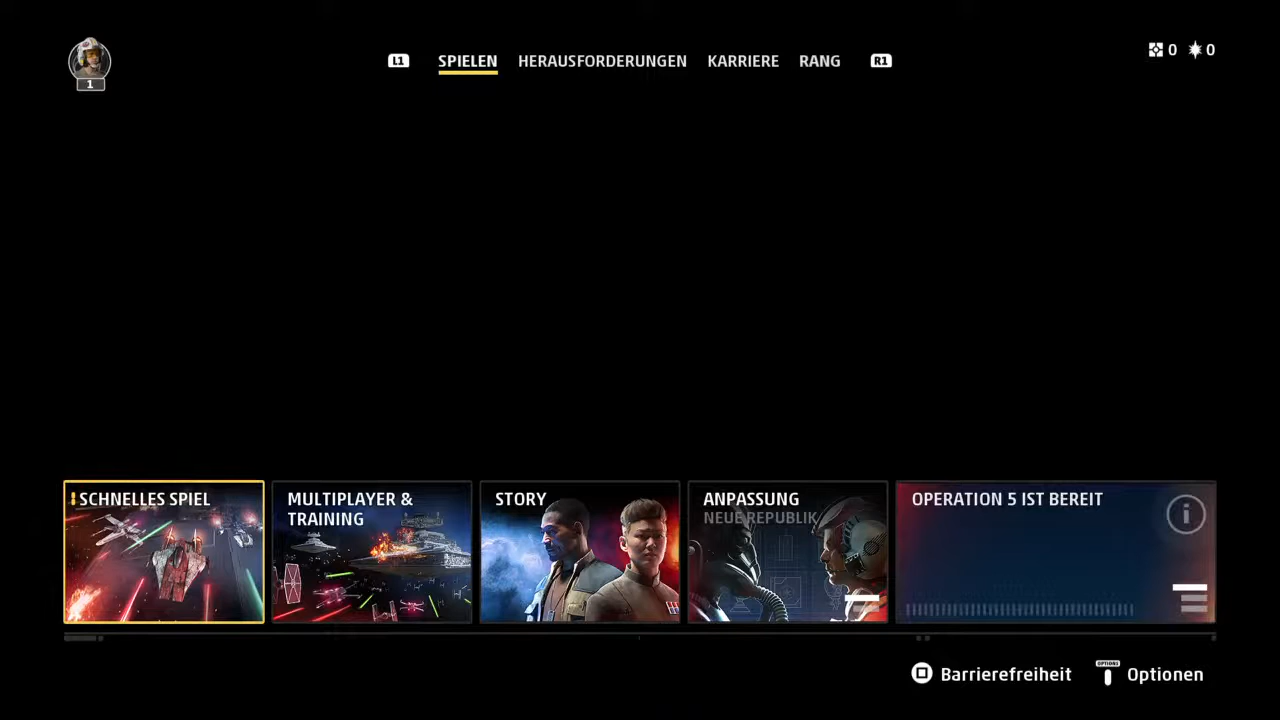 L1 SPIELEN HERAUSFORDERUNGEN KARRIERE RANG R1
0 0
1
! SCHNELLES SPIEL
MULTIPLAYER &
TRAINING
STORY
ANPASSUNG
NEUE REPUBLIK
OPERATION 5 IST BEREIT
i
Barrierefreiheit
OPTIONS
Optionen